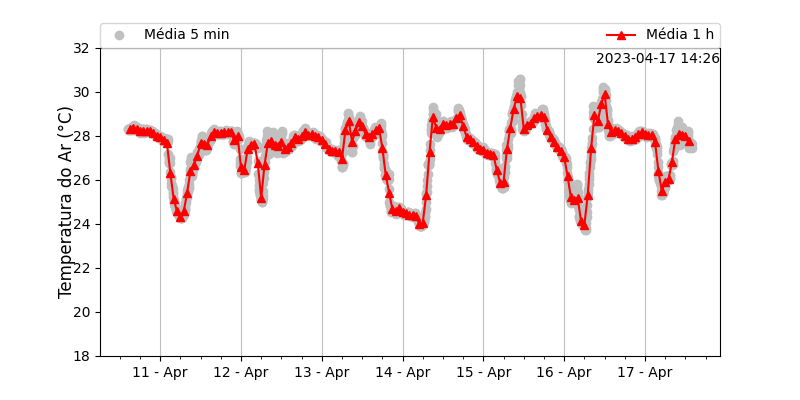 Média 5 min
Média 1 h
2023-04-17 14:26
Temperatura do Ar (°C)
32
30
28
26
24
22
20
18
11 - Apr
12 - Apr
13 - Apr
14 - Apr
15 - Apr
16 - Apr
17 - Apr